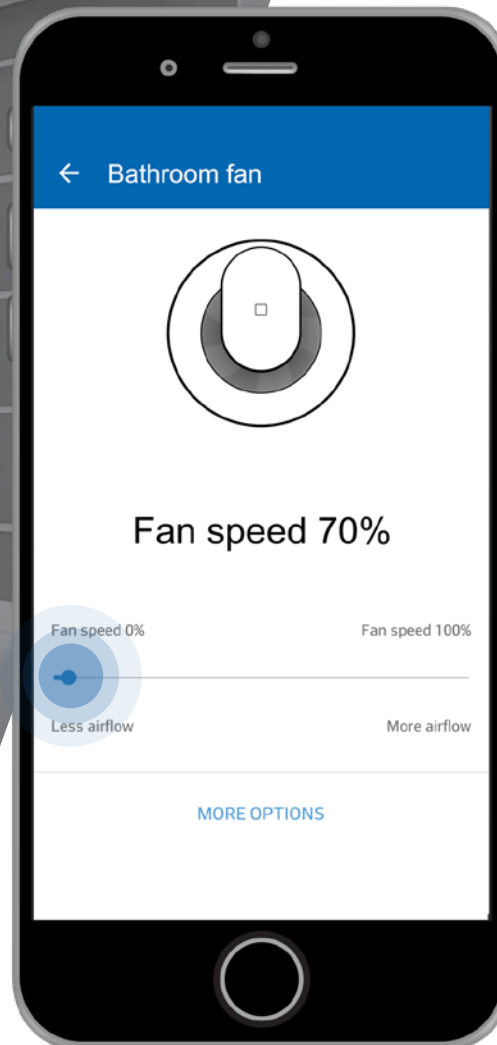 Bathroom fan
Fan speed 70%
Fan speed 0% Fan speed 100%
Less airflow More airflow
MORE OPTIONS